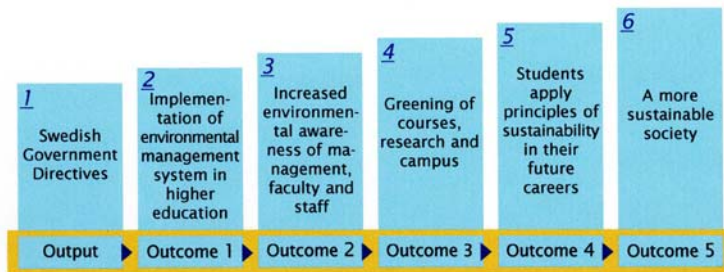 1
Swedish
Government
Directives
2
Implemen-
tation of
environmental
management
system in
higher
education
3
Increased
environmen-
tal aware-
ness of ma-
nagement,
faculty and
staff
4
Greening of
courses,
research and
campus
5
Students
apply
principles of
sustainability
in their
future
careers
6
A more
sustainable
society
Output
Outcome 1
Outcome 2
Outcome 3
Outcome 4
Outcome 5